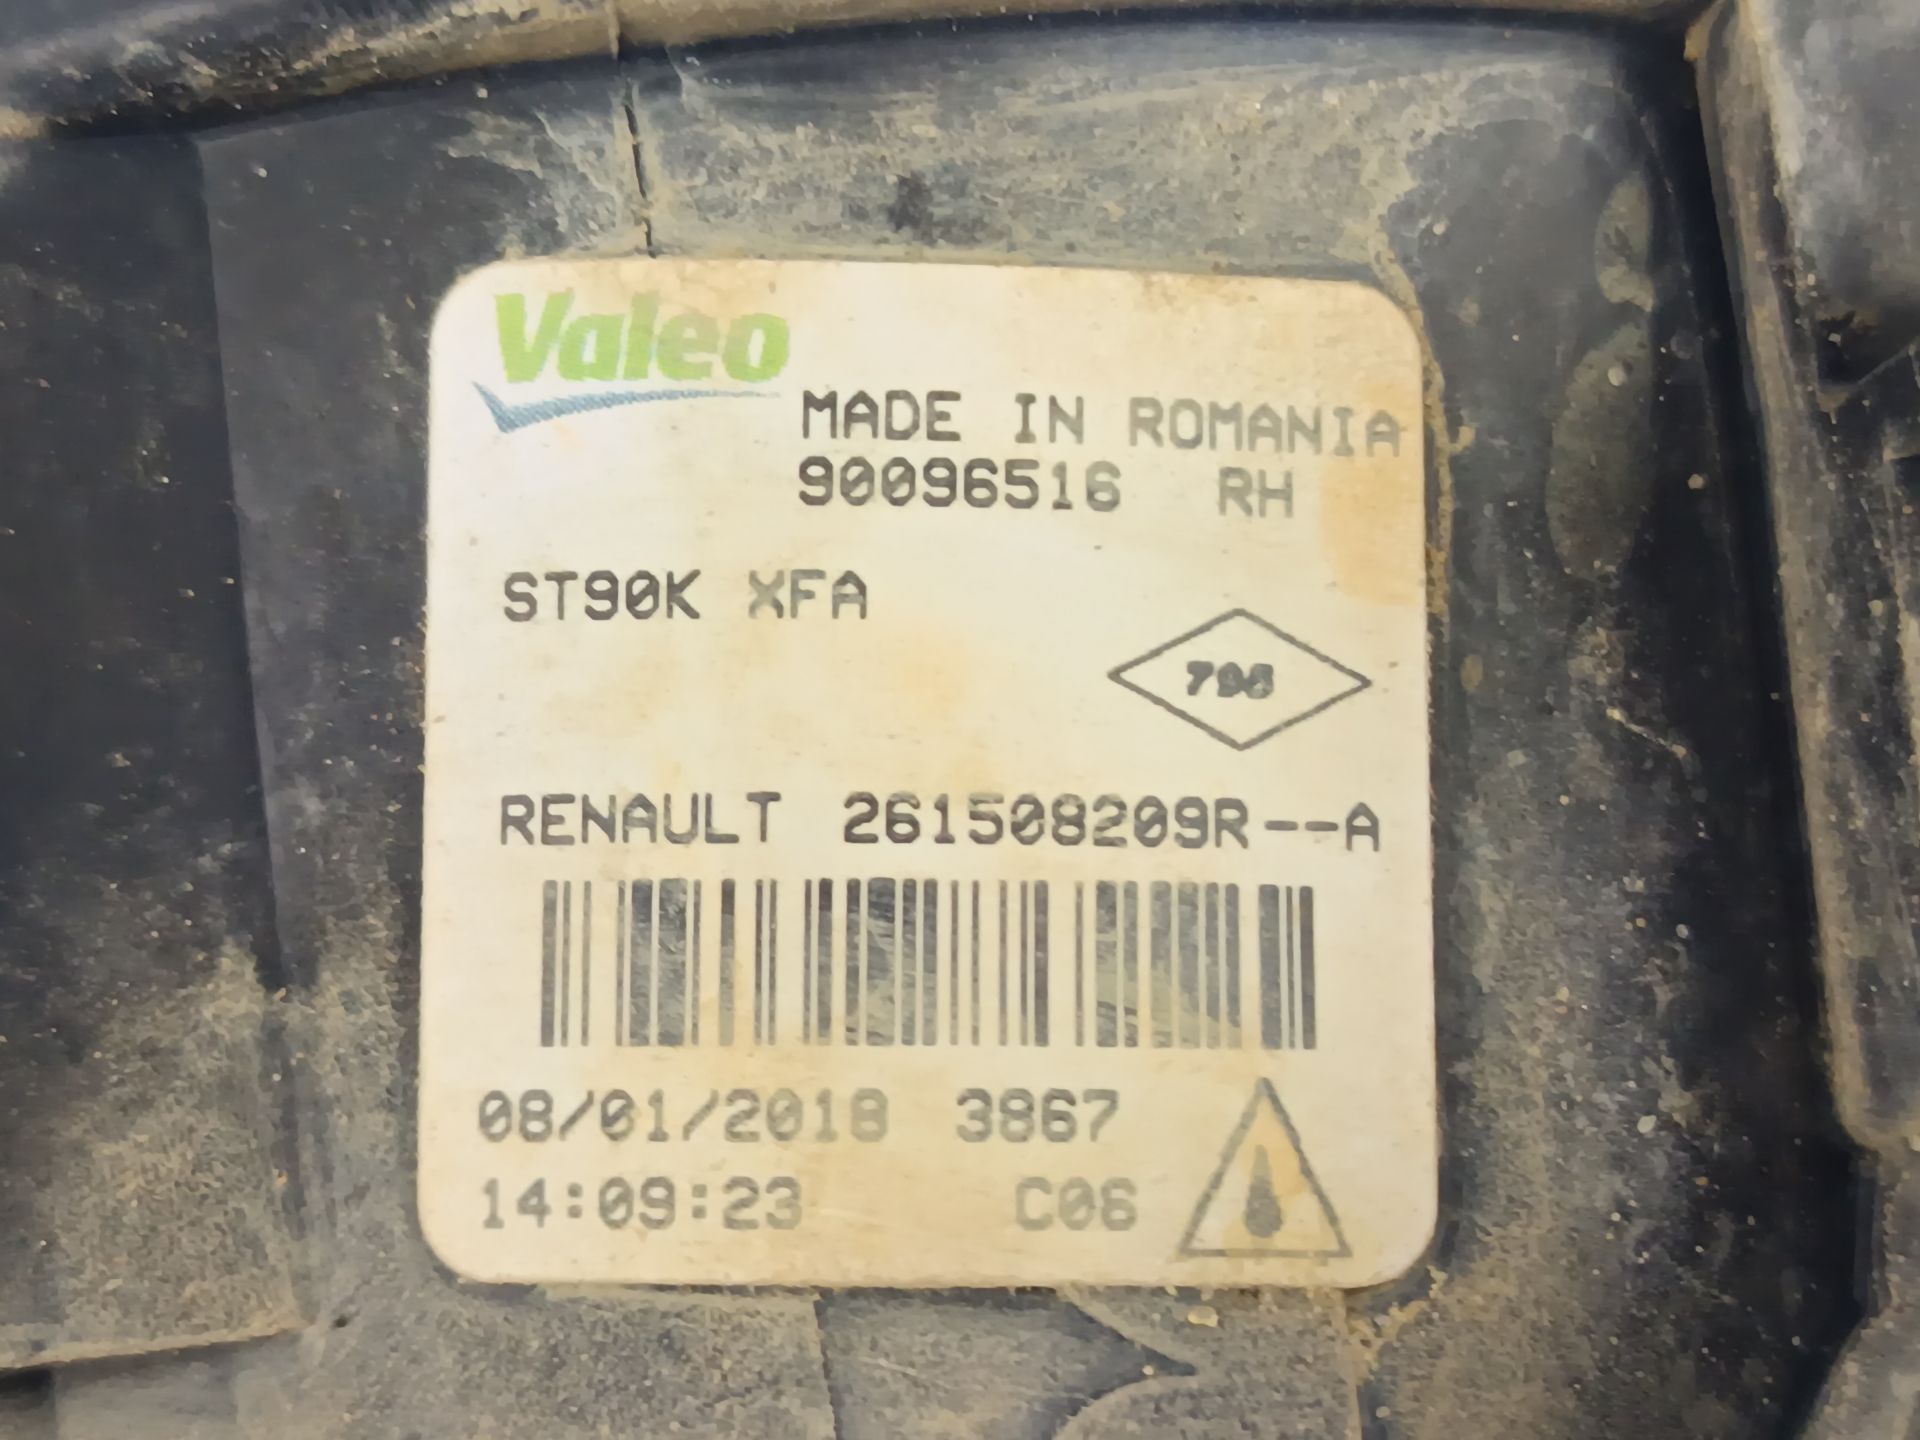 Valeo
MADE IN ROMANIA
90096516 RH
ST90K XFA
RENAULT 261508209R--A
08/01/2018 3867
14:09:23 C06